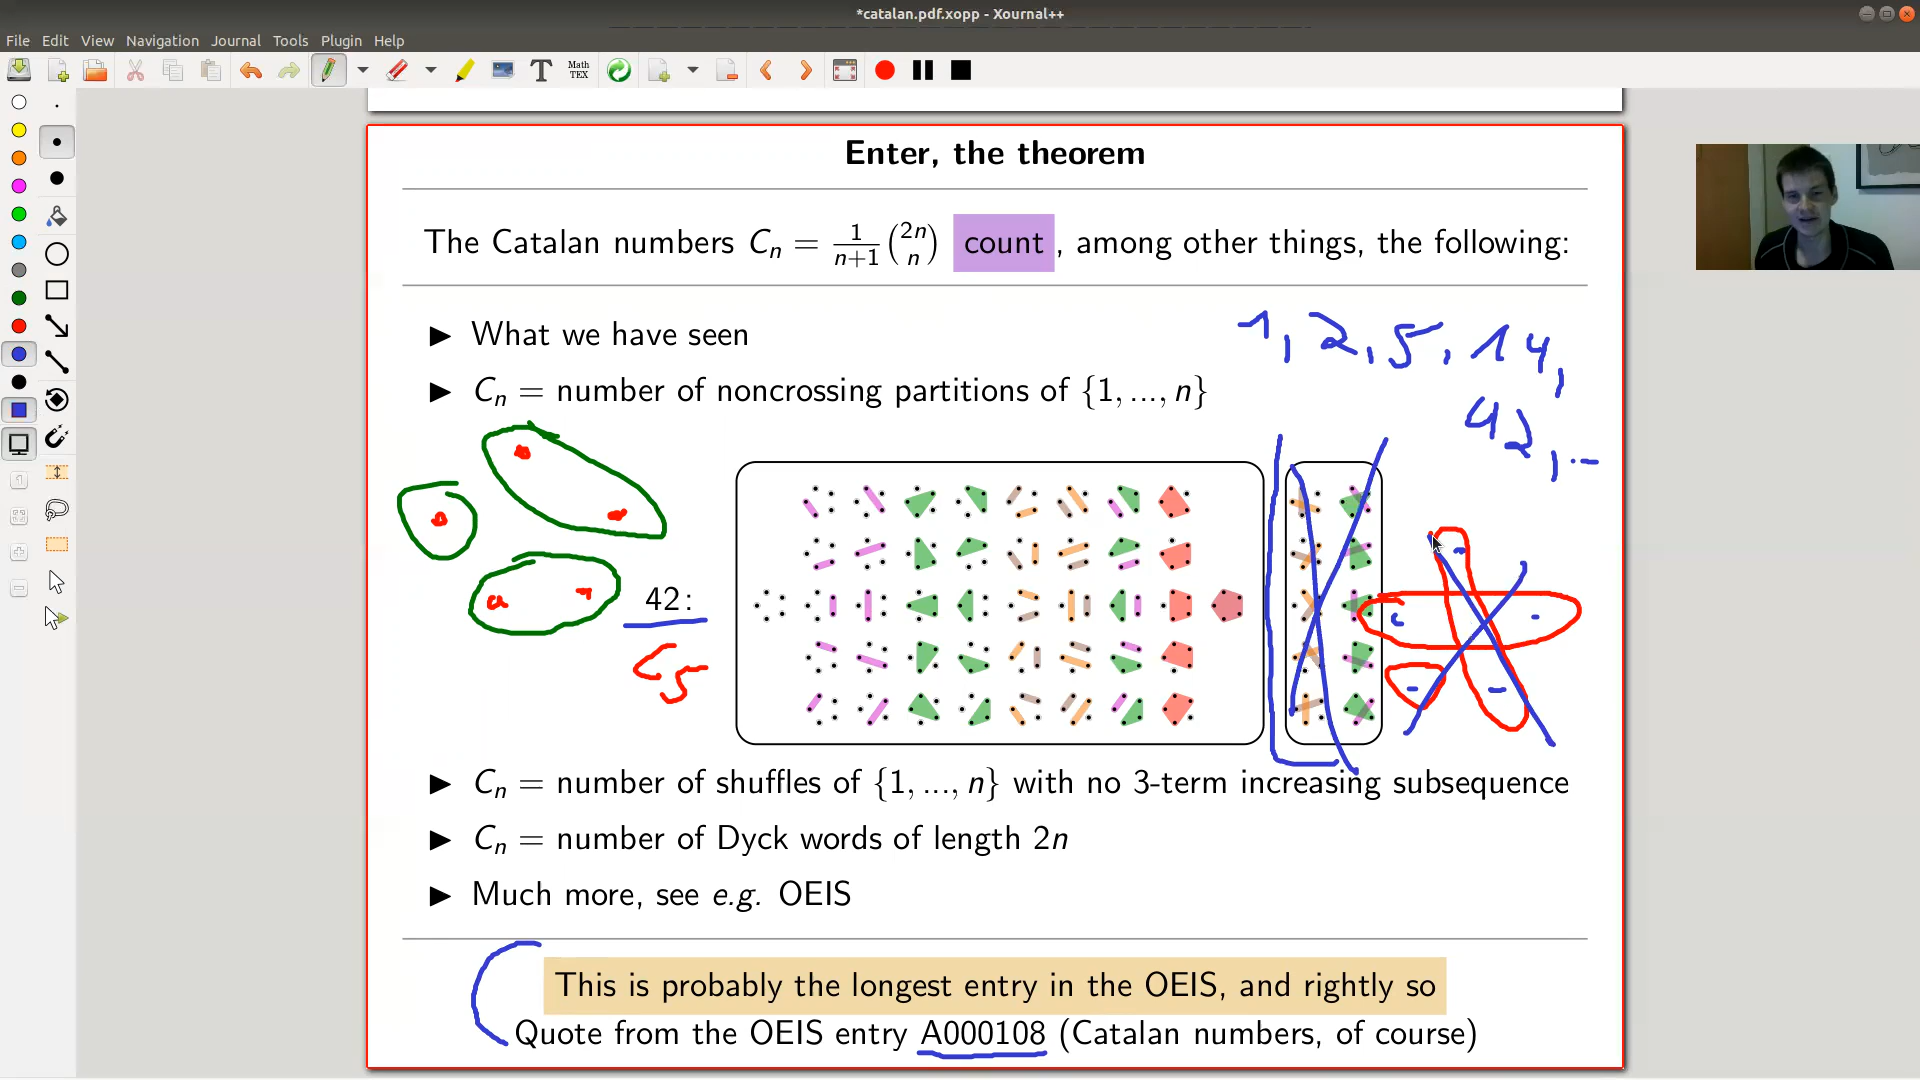 *catalan.pdf.xopp - Xournal++
File Edit View Navigation Journal Tools Plugin Help
T Math TEX
Enter, the theorem
The Catalan numbers Cₙ = 1/(n+1) (2n n) count , among other things, the following:
▶ What we have seen
1, 2, 5, 14,
▶ Cₙ = number of noncrossing partitions of {1, ..., n}
42, ...
42:
C5
▶ Cₙ = number of shuffles of {1, ..., n} with no 3-term increasing subsequence
▶ Cₙ = number of Dyck words of length 2n
▶ Much more, see e.g. OEIS
This is probably the longest entry in the OEIS, and rightly so
Quote from the OEIS entry A000108 (Catalan numbers, of course)